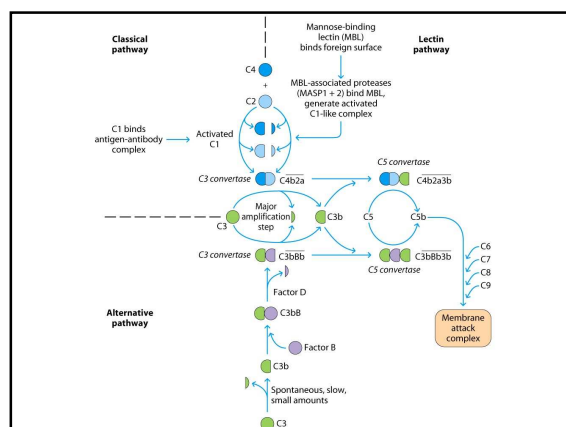 Classical pathway
Mannose-binding
lectin (MBL)
binds foreign surface
Lectin pathway
C4
+
C2
MBL-associated proteases
(MASP1 + 2) bind MBL,
generate activated
C1-like complex
C1 binds
antigen-antibody
complex
Activated
C1
C3 convertase
C4b2a
C5 convertase
C4b2a3b
C3
Major
amplification
step
C3b
C5
C5b
C3 convertase
C3bBb
C5 convertase
C3bBb3b
C6
C7
C8
C9
Membrane
attack
complex
Factor D
Alternative
pathway
C3bB
Factor B
C3b
Spontaneous, slow,
small amounts
C3